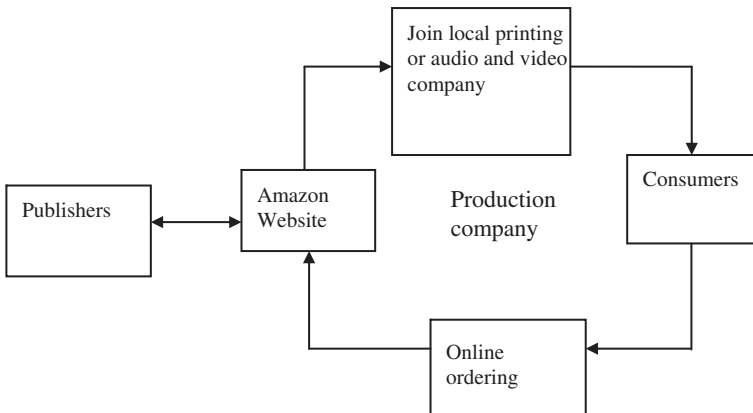 Join local printing
or audio and video
company
Publishers
Amazon
Website
Production
company
Consumers
Online
ordering